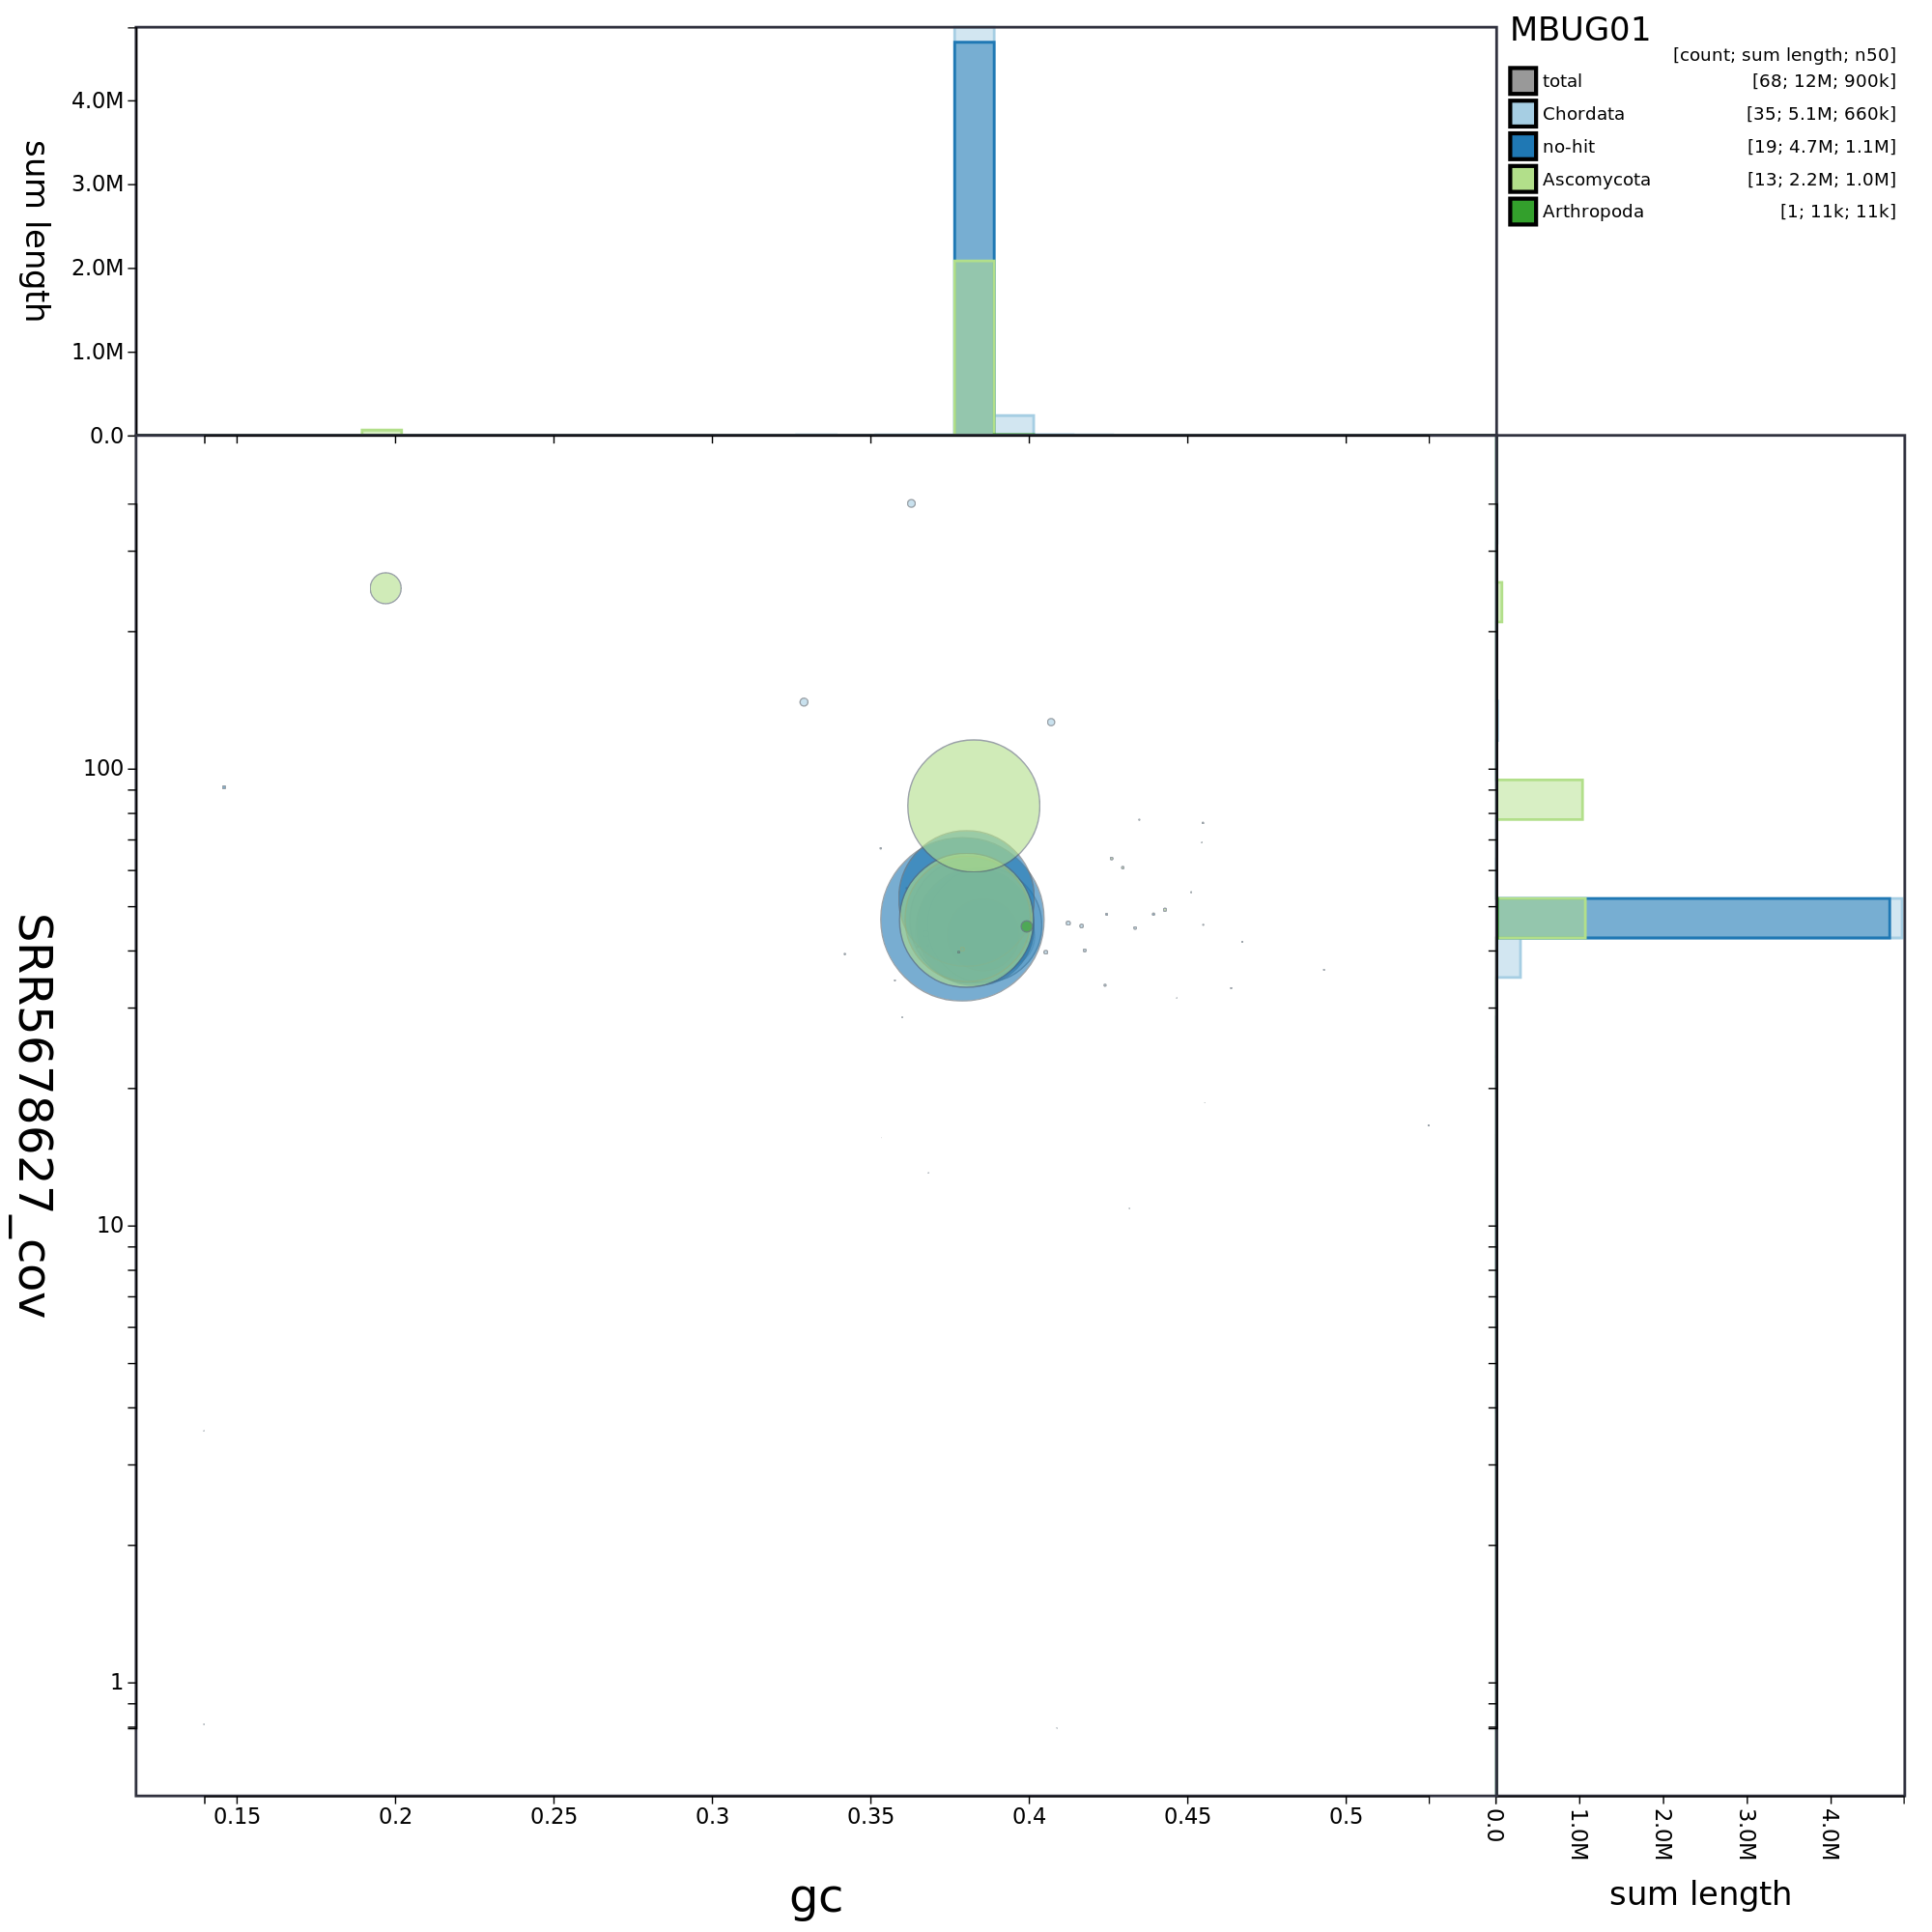 MBUG01
[count; sum length; n50]
total [68; 12M; 900k]
Chordata [35; 5.1M; 660k]
no-hit [19; 4.7M; 1.1M]
Ascomycota [13; 2.2M; 1.0M]
Arthropoda [1; 11k; 11k]
sum length
4.0M
3.0M
2.0M
1.0M
0.0
SRR5678627_cov
100
10
1
0.15 0.2 0.25 0.3 0.35 0.4 0.45 0.5
gc
0.0 1.0M 2.0M 3.0M 4.0M
sum length